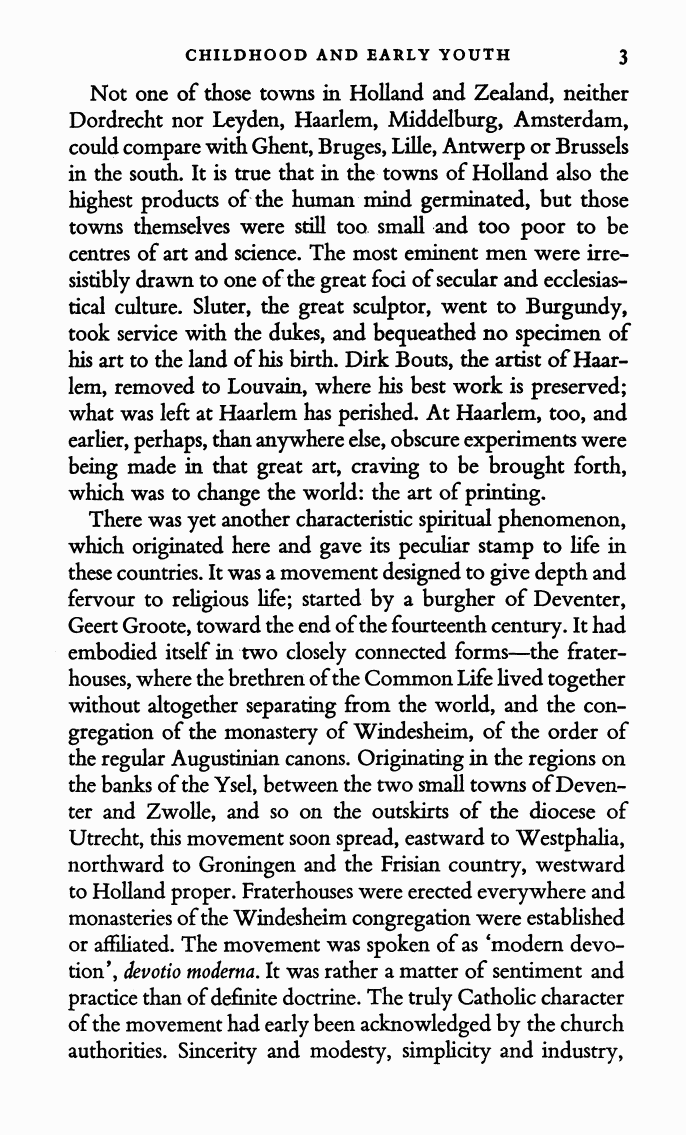 CHILDHOOD AND EARLY YOUTH 3
Not one of those towns in Holland and Zealand, neither
Dordrecht nor Leyden, Haarlem, Middelburg, Amsterdam,
could compare with Ghent, Bruges, Lille, Antwerp or Brussels
in the south. It is true that in the towns of Holland also the
highest products of the human mind germinated, but those
towns themselves were still too small and too poor to be
centres of art and science. The most eminent men were irre-
sistibly drawn to one of the great foci of secular and ecclesias-
tical culture. Sluter, the great sculptor, went to Burgundy,
took service with the dukes, and bequeathed no specimen of
his art to the land of his birth. Dirk Bouts, the artist of Haar-
lem, removed to Louvain, where his best work is preserved;
what was left at Haarlem has perished. At Haarlem, too, and
earlier, perhaps, than anywhere else, obscure experiments were
being made in that great art, craving to be brought forth,
which was to change the world: the art of printing.
There was yet another characteristic spiritual phenomenon,
which originated here and gave its peculiar stamp to life in
these countries. It was a movement designed to give depth and
fervour to religious life; started by a burgher of Deventer,
Geert Groote, toward the end of the fourteenth century. It had
embodied itself in two closely connected forms—the frater-
houses, where the brethren of the Common Life lived together
without altogether separating from the world, and the con-
gregation of the monastery of Windesheim, of the order of
the regular Augustinian canons. Originating in the regions on
the banks of the Ysel, between the two small towns of Deven-
ter and Zwolle, and so on the outskirts of the diocese of
Utrecht, this movement soon spread, eastward to Westphalia,
northward to Groningen and the Frisian country, westward
to Holland proper. Fraterhouses were erected everywhere and
monasteries of the Windesheim congregation were established
or affiliated. The movement was spoken of as 'modern devo-
tion', devotio moderna. It was rather a matter of sentiment and
practice than of definite doctrine. The truly Catholic character
of the movement had early been acknowledged by the church
authorities. Sincerity and modesty, simplicity and industry,